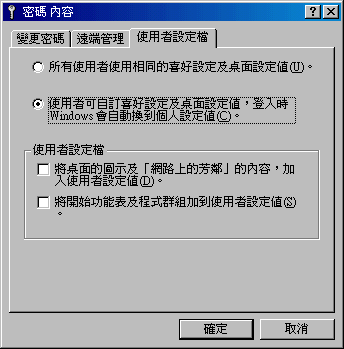 密碼 內容
變更密碼 遠端管理 使用者設定檔
所有使用者使用相同的喜好設定及桌面設定值(U)。
使用者可自訂喜好設定及桌面設定值，登入時
Windows 會自動換到個人設定值(C)。
使用者設定檔
將桌面的圖示及「網路上的芳鄰」的內容，加
入使用者設定值(D)。
將開始功能表及程式群組加到使用者設定值(S)
。
確定 取消